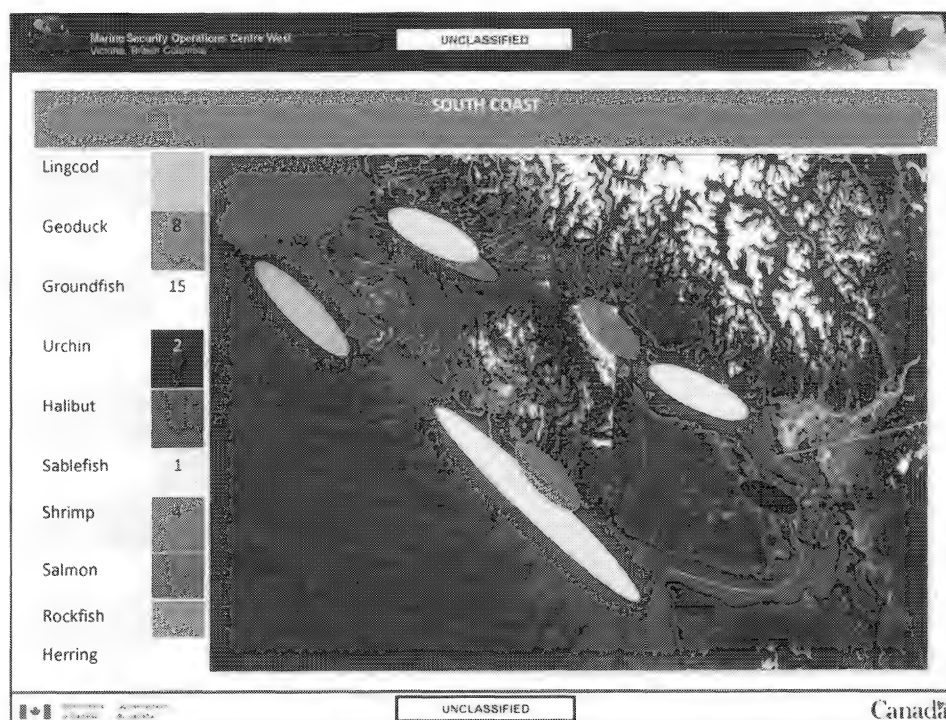 Marine Security Operations Centre West
Victoria, British Columbia
UNCLASSIFIED
SOUTH COAST
Lingcod
Geoduck 8
Groundfish 15
Urchin 2
Halibut
Sablefish 1
Shrimp 4
Salmon
Rockfish
Herring
UNCLASSIFIED
Canada